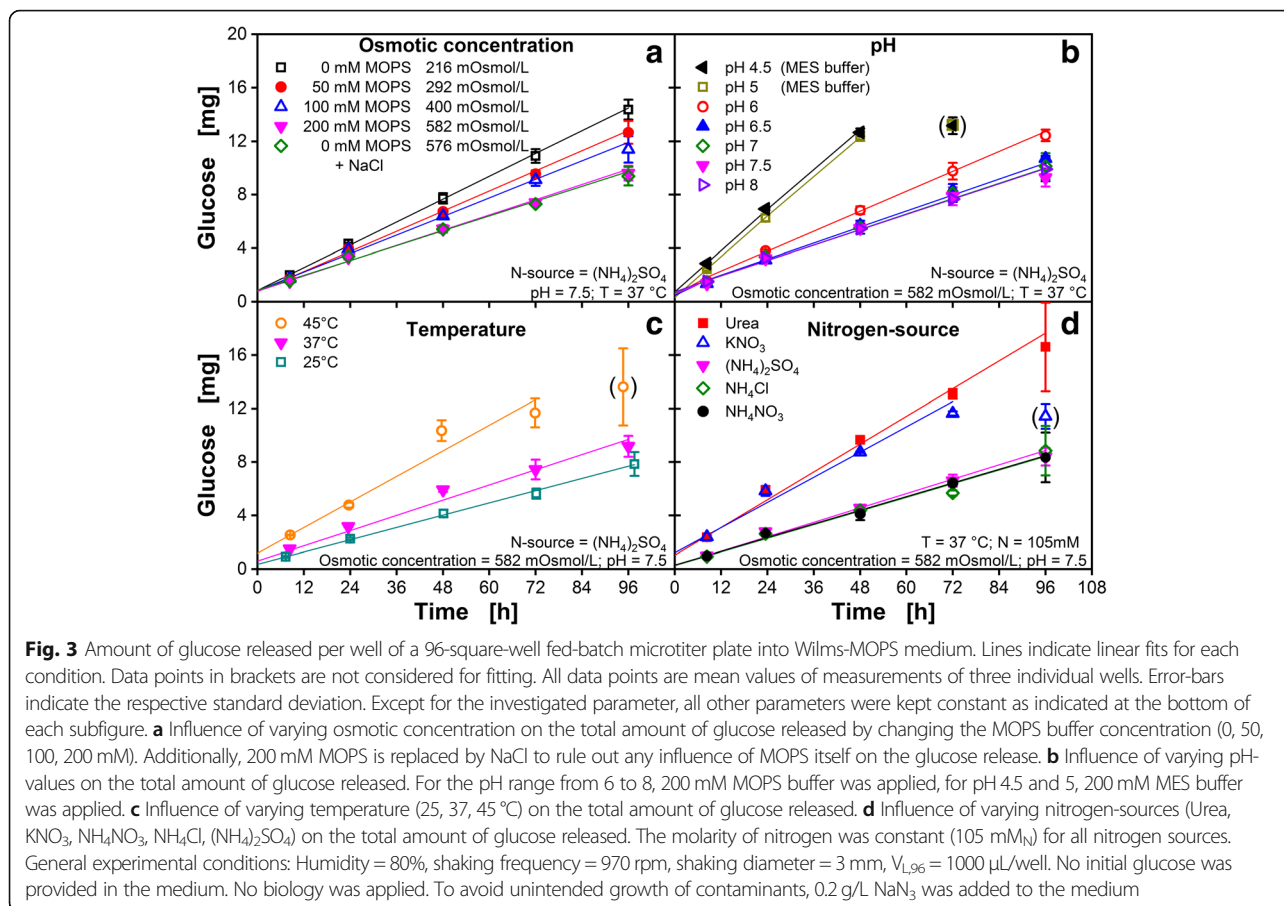 Osmotic concentration
a
0 mM MOPS 216 mOsmol/L
50 mM MOPS 292 mOsmol/L
100 mM MOPS 400 mOsmol/L
200 mM MOPS 582 mOsmol/L
0 mM MOPS 576 mOsmol/L
+ NaCl
N-source = (NH4)2SO4
pH = 7.5; T = 37 °C
Glucose [mg]
20
16
12
8
4
0
pH
b
pH 4.5 (MES buffer)
pH 5 (MES buffer)
pH 6
pH 6.5
pH 7
pH 7.5
pH 8
( )
N-source = (NH4)2SO4
Osmotic concentration = 582 mOsmol/L; T = 37 °C
Glucose [mg]
Temperature
c
45°C
37°C
25°C
( )
N-source = (NH4)2SO4
Osmotic concentration = 582 mOsmol/L; pH = 7.5
Glucose [mg]
16
12
8
4
0
0 12 24 36 48 60 72 84 96
Time [h]
Nitrogen-source
d
Urea
KNO3
(NH4)2SO4
NH4Cl
NH4NO3
( )
T = 37 °C; N = 105mM
Osmotic concentration = 582 mOsmol/L; pH = 7.5
Glucose [mg]
0 12 24 36 48 60 72 84 96 108
Time [h]
Fig. 3 Amount of glucose released per well of a 96-square-well fed-batch microtiter plate into Wilms-MOPS medium. Lines indicate linear fits for each
condition. Data points in brackets are not considered for fitting. All data points are mean values of measurements of three individual wells. Error-bars
indicate the respective standard deviation. Except for the investigated parameter, all other parameters were kept constant as indicated at the bottom of
each subfigure. a Influence of varying osmotic concentration on the total amount of glucose released by changing the MOPS buffer concentration (0, 50,
100, 200 mM). Additionally, 200 mM MOPS is replaced by NaCl to rule out any influence of MOPS itself on the glucose release. b Influence of varying pH-
values on the total amount of glucose released. For the pH range from 6 to 8, 200 mM MOPS buffer was applied, for pH 4.5 and 5, 200 mM MES buffer
was applied. c Influence of varying temperature (25, 37, 45 °C) on the total amount of glucose released. d Influence of varying nitrogen-sources (Urea,
KNO3, NH4NO3, NH4Cl, (NH4)2SO4) on the total amount of glucose released. The molarity of nitrogen was constant (105 mMN) for all nitrogen sources.
General experimental conditions: Humidity = 80%, shaking frequency = 970 rpm, shaking diameter = 3 mm, VL,96 = 1000 μL/well. No initial glucose was
provided in the medium. No biology was applied. To avoid unintended growth of contaminants, 0.2 g/L NaN3 was added to the medium